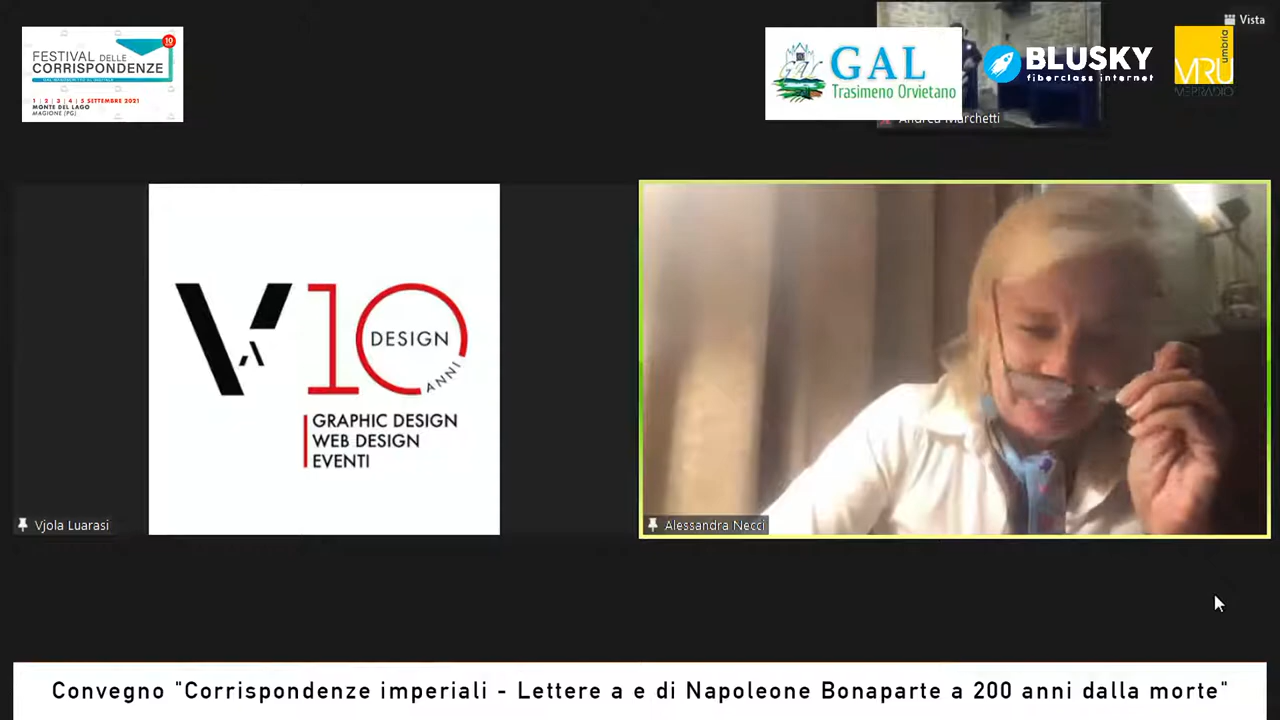 FESTIVAL DELLE
CORRISPONDENZE
10
1 | 2 | 3 | 4 | 5 SETTEMBRE 2021
MONTE DEL LAGO
MAGIONE (PG)
GAL
Trasimeno Orvietano
BLUSKY
fiberclass internet
Vista
umbria
MRU
Andrea Marchetti
VA
10
DESIGN
ANNI
GRAPHIC DESIGN
WEB DESIGN
EVENTI
Vjola Luarasi
Alessandra Necci
Convegno "Corrispondenze imperiali - Lettere a e di Napoleone Bonaparte a 200 anni dalla morte"